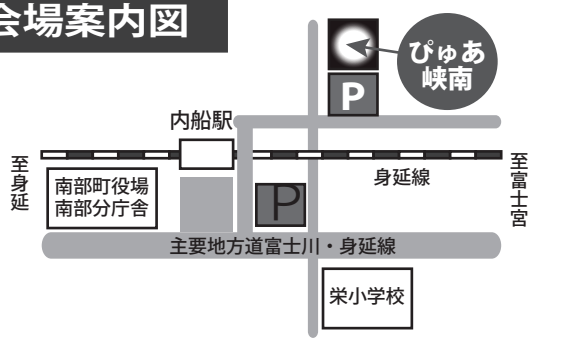 会場案内図
ぴゅあ
峡南
P
内船駅
至身延
身延線
至富士宮
南部町役場
南部分庁舎
P
主要地方道富士川・身延線
栄小学校